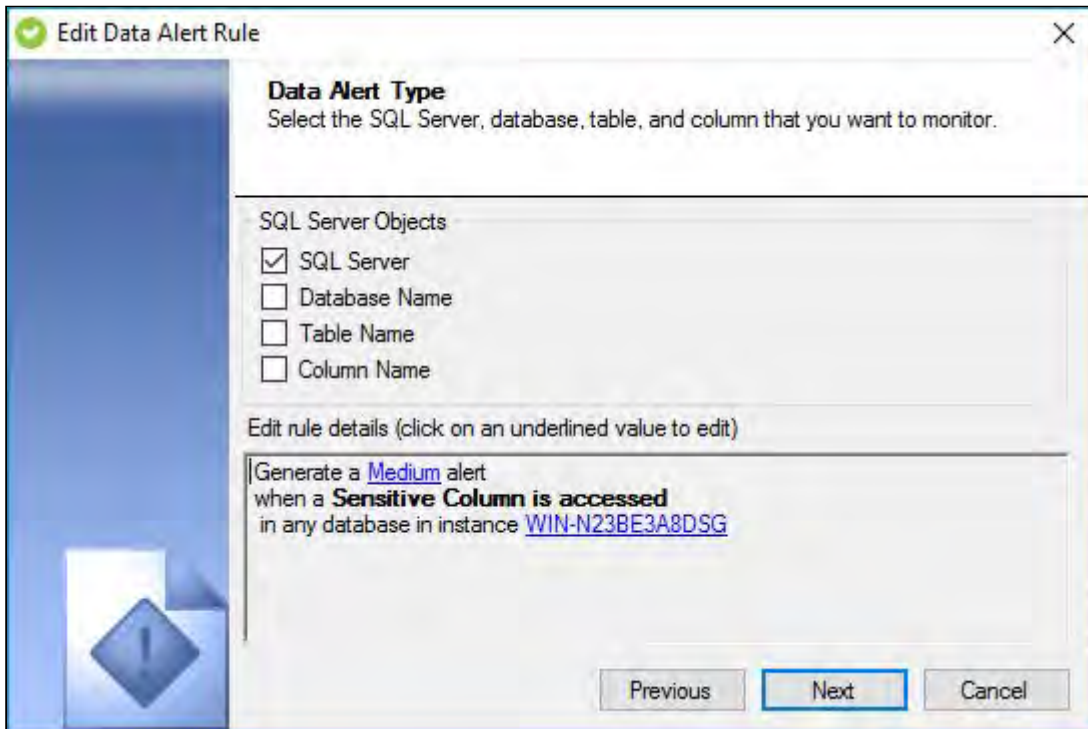 Edit Data Alert Rule
Data Alert Type
Select the SQL Server, database, table, and column that you want to monitor.
SQL Server Objects
SQL Server
Database Name
Table Name
Column Name
Edit rule details (click on an underlined value to edit)
Generate a Medium alert
when a Sensitive Column is accessed
in any database in instance WIN-N23BE3A8DSG
Previous Next Cancel